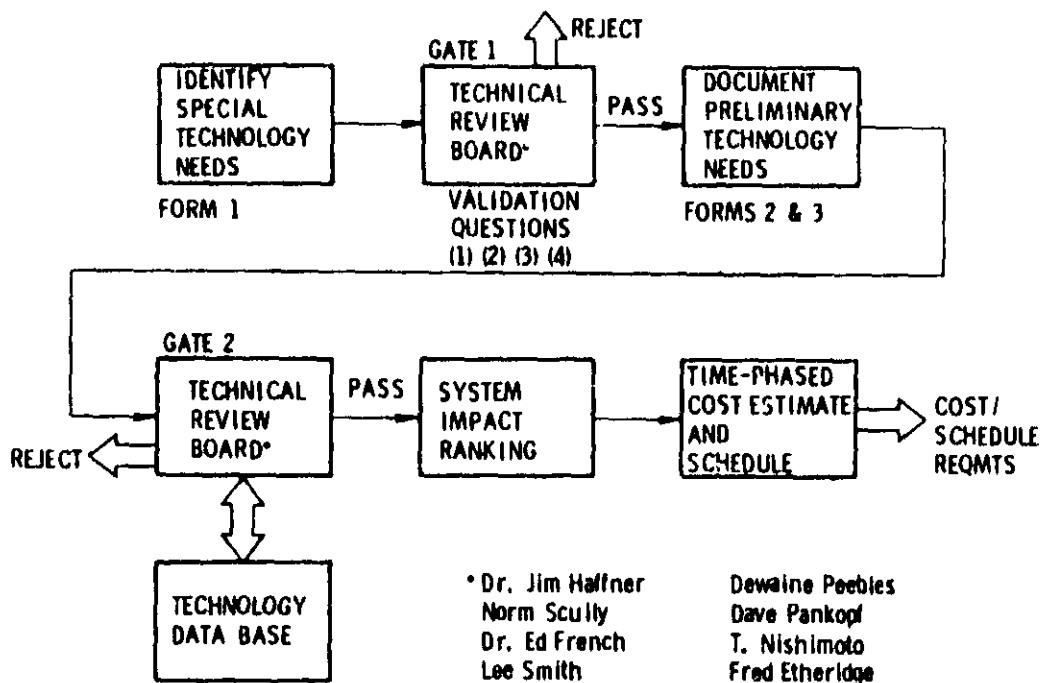 IDENTIFY
SPECIAL
TECHNOLOGY
NEEDS
FORM 1
GATE 1
REJECT
TECHNICAL
REVIEW
BOARD*
VALIDATION
QUESTIONS
(1) (2) (3) (4)
PASS
DOCUMENT
PRELIMINARY
TECHNOLOGY
NEEDS
FORMS 2 & 3
GATE 2
TECHNICAL
REVIEW
BOARD*
REJECT
PASS
SYSTEM
IMPACT
RANKING
TIME-PHASED
COST ESTIMATE
AND
SCHEDULE
COST/
SCHEDULE
REQMTS
TECHNOLOGY
DATA BASE
* Dr. Jim Haffner
Norm Scully
Dr. Ed French
Lee Smith
Dewaine Peebles
Dave Pankopf
T. Nishimoto
Fred Etheridge